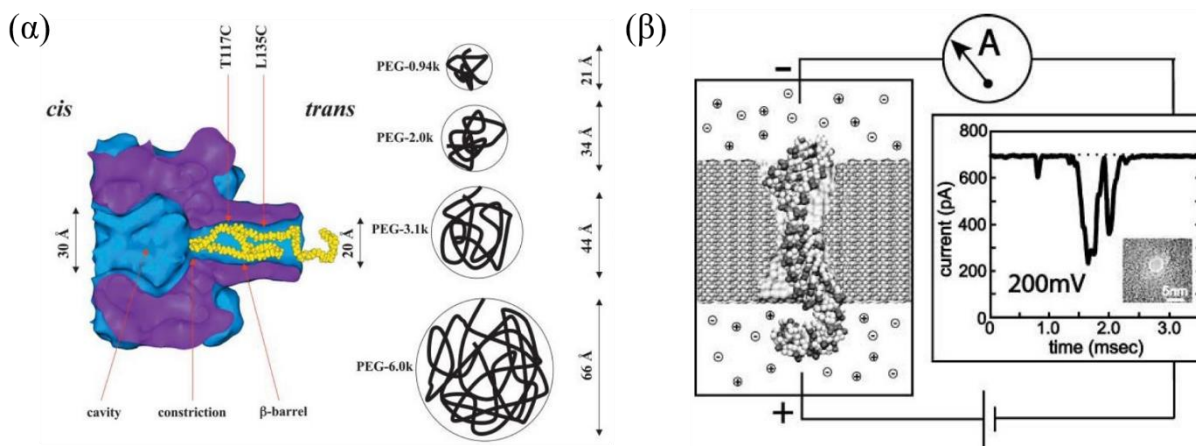 (α)
T117C
L135C
cis
trans
30 Å
20 Å
cavity
constriction
β-barrel
PEG-0.94k
21 Å
PEG-2.0k
34 Å
PEG-3.1k
44 Å
PEG-6.0k
66 Å
(β)
A
−
+
800
700
600
400
200
0
current (pA)
200mV
5nm
0
1.0
2.0
3.0
time (msec)